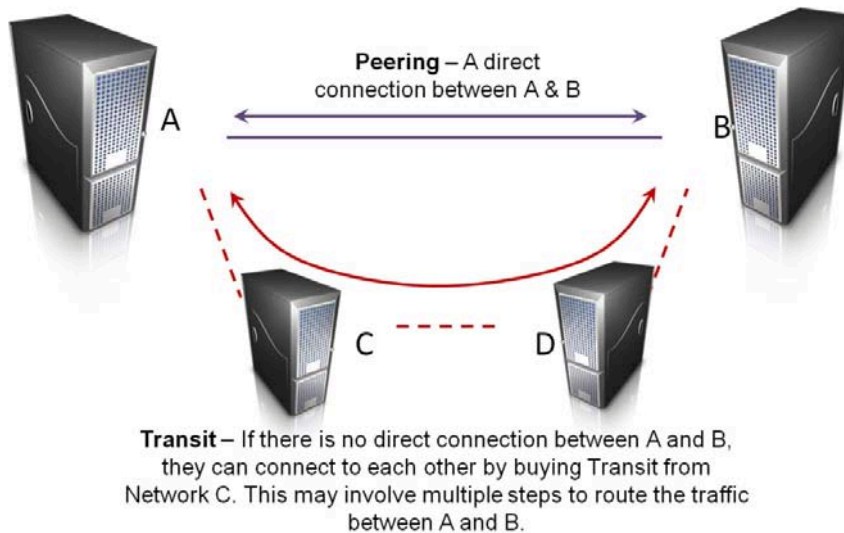 Peering – A direct
connection between A & B
A
B
C
D
Transit – If there is no direct connection between A and B,
they can connect to each other by buying Transit from
Network C. This may involve multiple steps to route the traffic
between A and B.